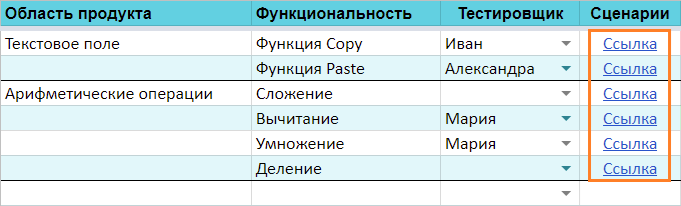 Область продукта Функциональность Тестировщик Сценарии
Текстовое поле Функция Copy Иван Ссылка
Функция Paste Александра Ссылка
Арифметические операции Сложение Ссылка
Вычитание Мария Ссылка
Умножение Мария Ссылка
Деление Ссылка